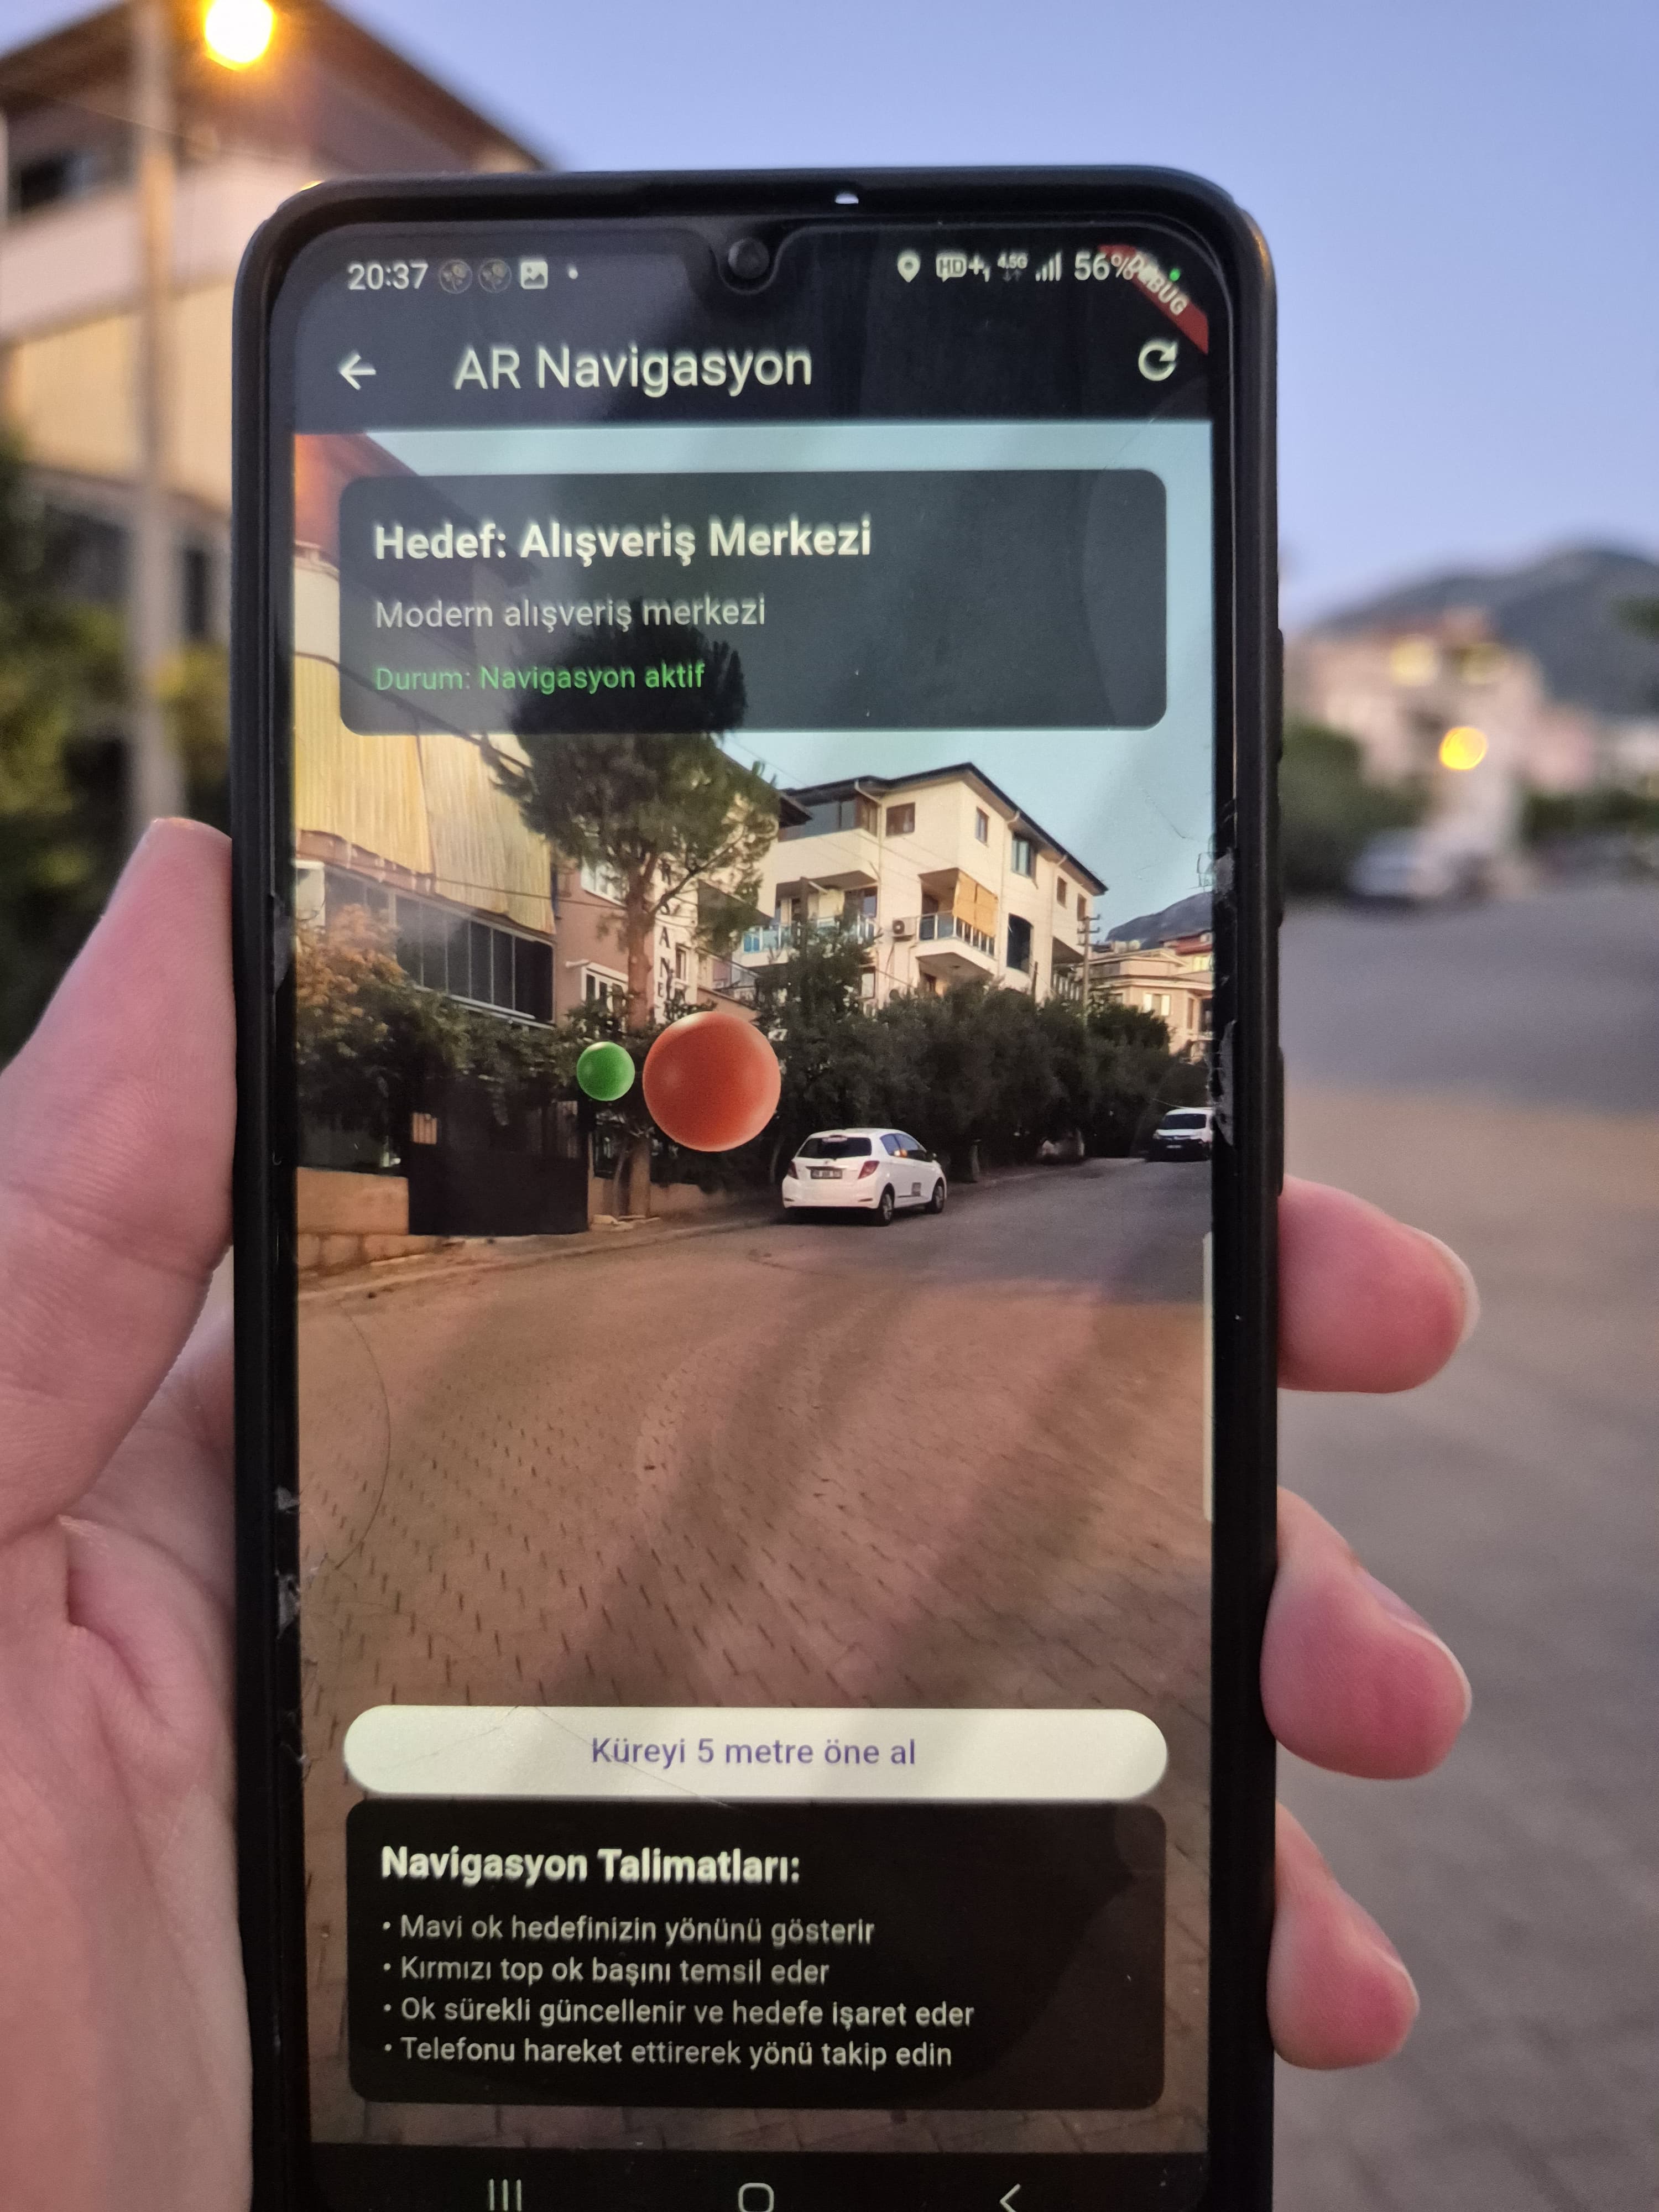 20:37
HD+ 4.5G 56%
DEBUG
AR Navigasyon
Hedef: Alışveriş Merkezi
Modern alışveriş merkezi
Durum: Navigasyon aktif
Küreyi 5 metre öne al
Navigasyon Talimatları:
• Mavi ok hedefinizin yönünü gösterir
• Kırmızı top ok başını temsil eder
• Ok sürekli güncellenir ve hedefe işaret eder
• Telefonu hareket ettirerek yönü takip edin